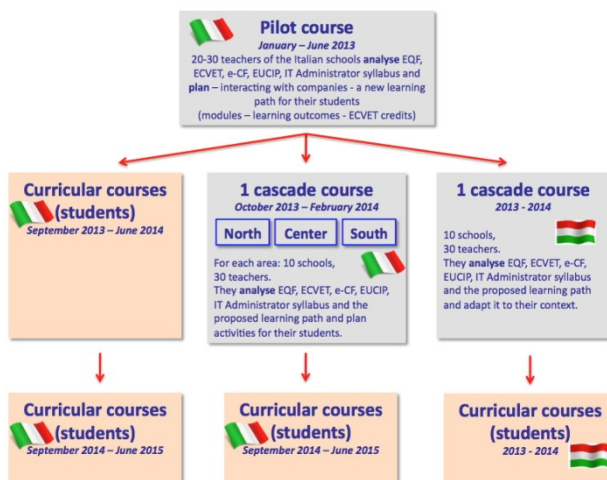 Pilot course
January – June 2013
20-30 teachers of the Italian schools analyse EQF,
ECVET, e-CF, EUCIP, IT Administrator syllabus and
plan – interacting with companies - a new learning
path for their students
(modules – learning outcomes - ECVET credits)
Curricular courses
(students)
September 2013 – June 2014
1 cascade course
October 2013 – February 2014
North
Center
South
For each area: 10 schools,
30 teachers.
They analyse EQF, ECVET, e-CF, EUCIP,
IT Administrator syllabus and the
proposed learning path and plan
activities for their students.
1 cascade course
2013 - 2014
10 schools,
30 teachers.
They analyse EQF, ECVET, e-CF,
EUCIP, IT Administrator syllabus
and the proposed learning path
and adapt it to their context.
Curricular courses
(students)
September 2014 – June 2015
Curricular courses
(students)
September 2014 – June 2015
Curricular courses
(students)
2013 - 2014